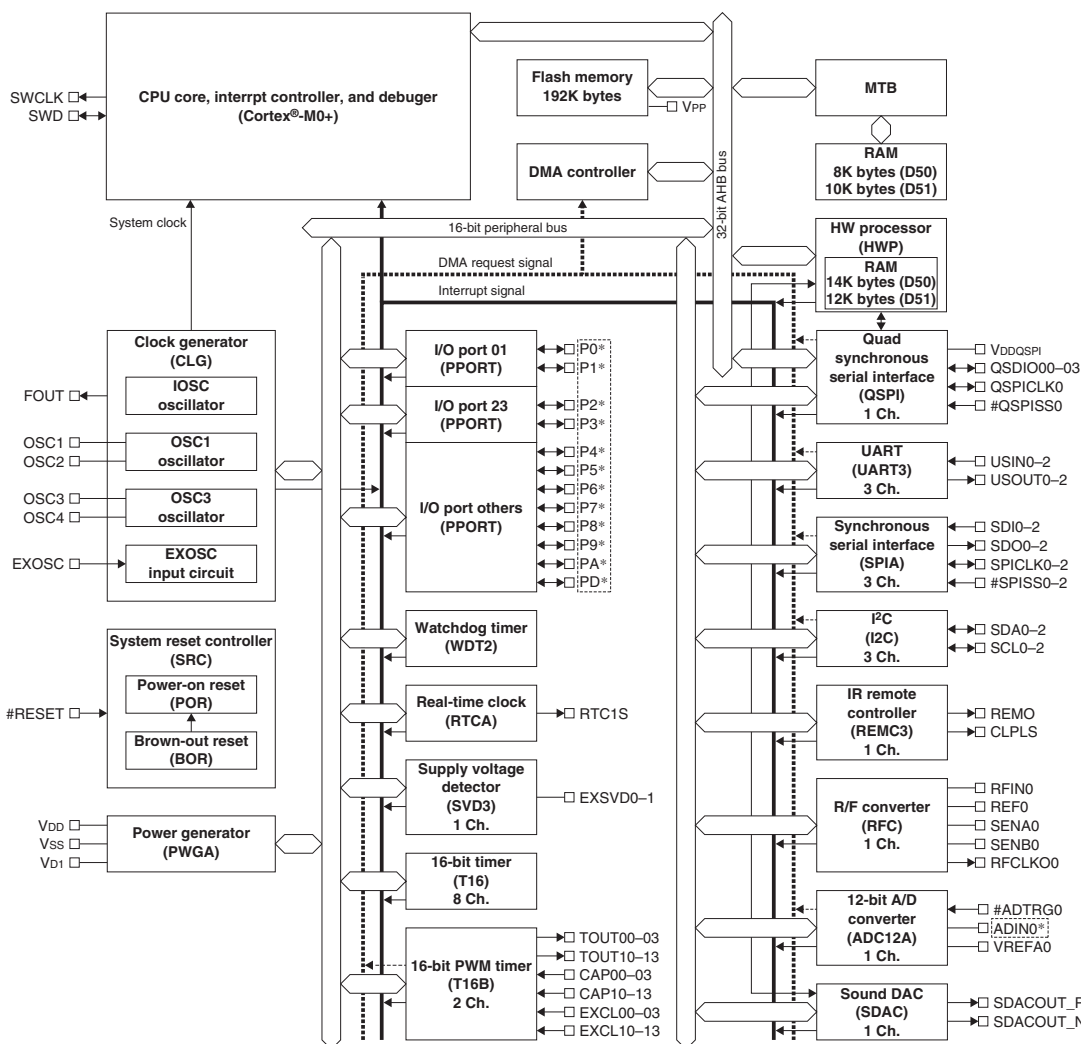 CPU core, interrpt controller, and debuger
(Cortex®-M0+)
SWCLK
SWD
Flash memory
192K bytes
VPP
MTB
RAM
8K bytes (D50)
10K bytes (D51)
DMA controller
32-bit AHB bus
System clock
16-bit peripheral bus
DMA request signal
Interrupt signal
HW processor
(HWP)
RAM
14K bytes (D50)
12K bytes (D51)
Clock generator
(CLG)
IOSC
oscillator
OSC1
oscillator
OSC3
oscillator
EXOSC
input circuit
FOUT
OSC1
OSC2
OSC3
OSC4
EXOSC
System reset controller
(SRC)
Power-on reset
(POR)
Brown-out reset
(BOR)
#RESET
Power generator
(PWGA)
VDD
VSS
VD1
I/O port 01
(PPORT)
P0*
P1*
I/O port 23
(PPORT)
P2*
P3*
I/O port others
(PPORT)
P4*
P5*
P6*
P7*
P8*
P9*
PA*
PD*
Watchdog timer
(WDT2)
Real-time clock
(RTCA)
RTC1S
Supply voltage
detector
(SVD3)
1 Ch.
EXSVD0–1
16-bit timer
(T16)
8 Ch.
16-bit PWM timer
(T16B)
2 Ch.
TOUT00–03
TOUT10–13
CAP00–03
CAP10–13
EXCL00–03
EXCL10–13
Quad
synchronous
serial interface
(QSPI)
1 Ch.
VDDQSPI
QSDIO00–03
QSPICLK0
#QSPISS0
UART
(UART3)
3 Ch.
USIN0–2
USOUT0–2
Synchronous
serial interface
(SPIA)
3 Ch.
SDI0–2
SDO0–2
SPICLK0–2
#SPISS0–2
I²C
(I2C)
3 Ch.
SDA0–2
SCL0–2
IR remote
controller
(REMC3)
1 Ch.
REMO
CLPLS
R/F converter
(RFC)
1 Ch.
RFIN0
REF0
SENA0
SENB0
RFCLKO0
12-bit A/D
converter
(ADC12A)
1 Ch.
#ADTRG0
ADIN0*
VREFA0
Sound DAC
(SDAC)
1 Ch.